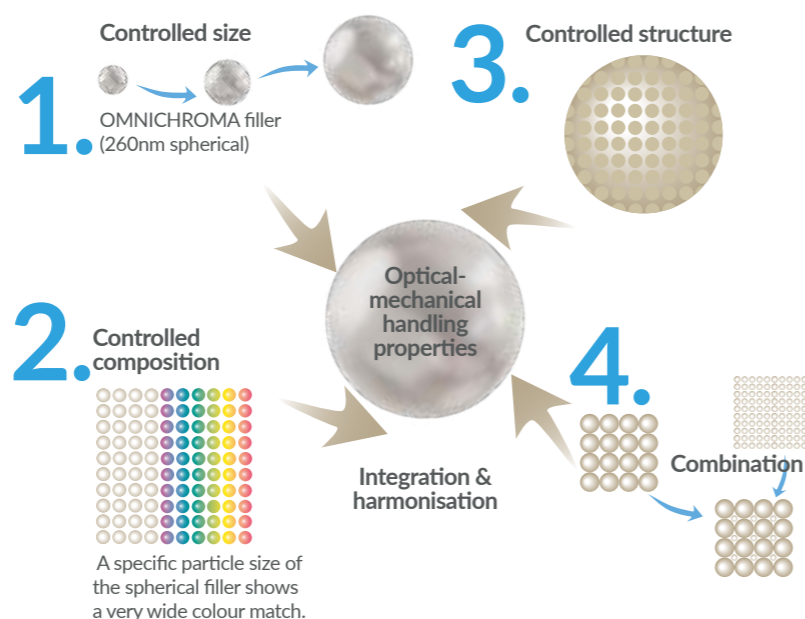 1.
Controlled size
OMNICHROMA filler
(260nm spherical)
2.
Controlled
composition
A specific particle size of
the spherical filler shows
a very wide colour match.
3.
Controlled structure
4.
Combination
Optical-
mechanical
handling
properties
Integration &
harmonisation